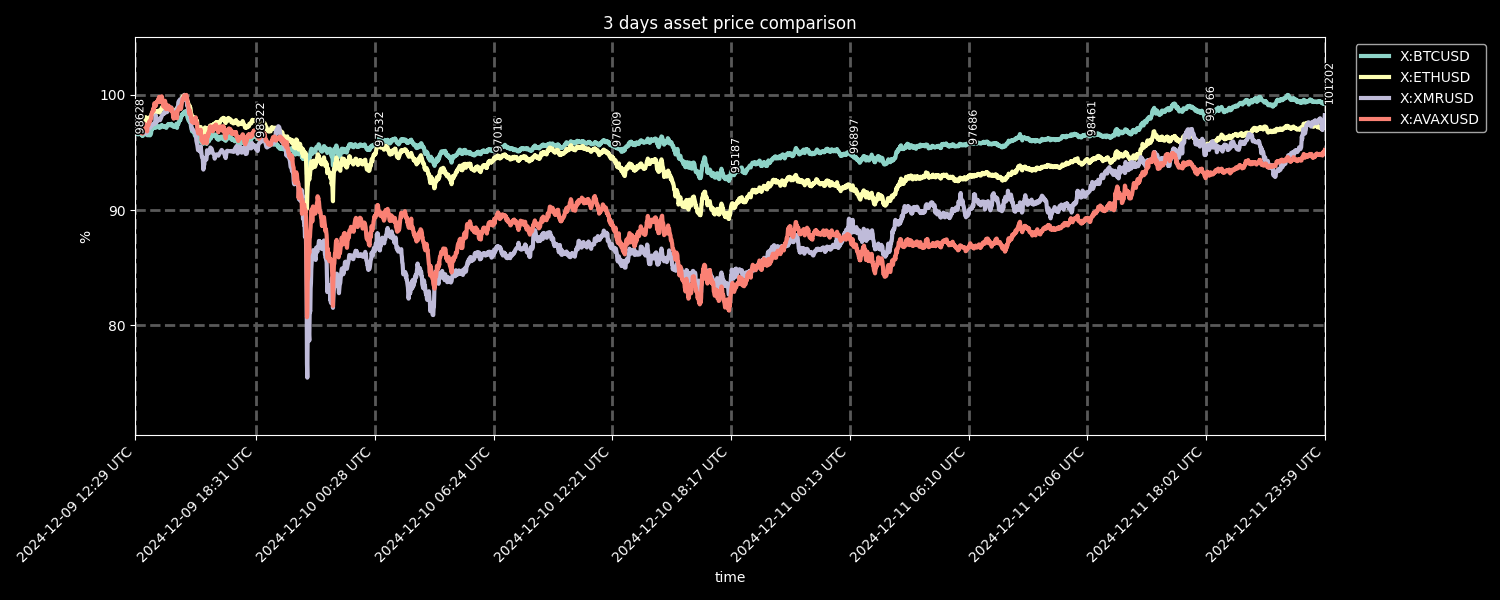 3 days asset price comparison
X:BTCUSD
X:ETHUSD
X:XMRUSD
X:AVAXUSD
100
90
80
%
98628
98322
97532
97016
97509
95187
96897
97686
98461
99766
101202
2024-12-09 12:29 UTC
2024-12-09 18:31 UTC
2024-12-10 00:28 UTC
2024-12-10 06:24 UTC
2024-12-10 12:21 UTC
2024-12-10 18:17 UTC
2024-12-11 00:13 UTC
2024-12-11 06:10 UTC
2024-12-11 12:06 UTC
2024-12-11 18:02 UTC
2024-12-11 23:59 UTC
time